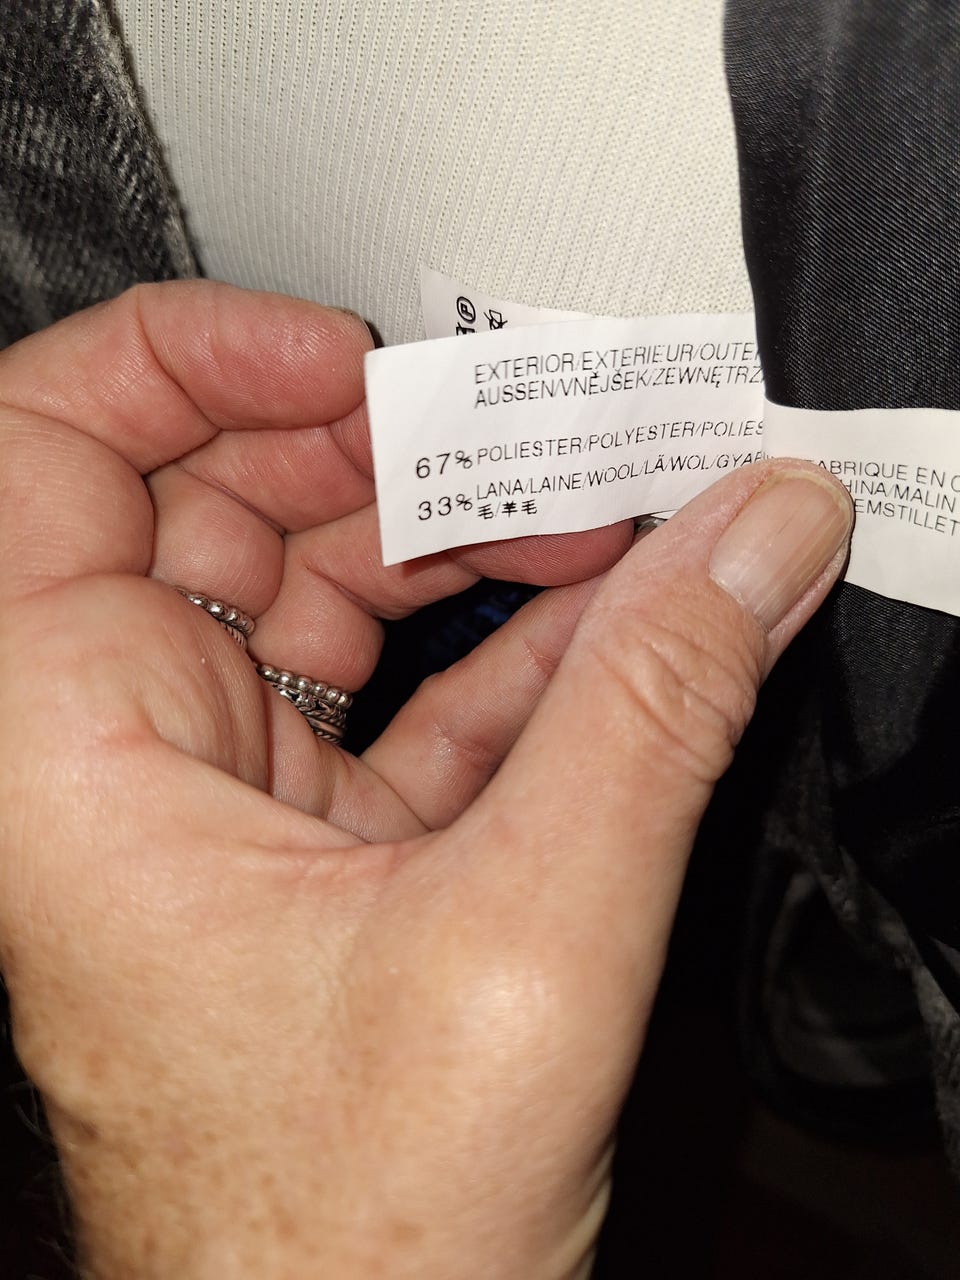 EXTERIOR/EXTERIEUR/OUTER
AUSSEN/VNĚJŠEK/ZEWNĘTRZ
67% POLIESTER/POLYESTER/POLIES
33% LANA/LAINE/WOOL/LÃ/WOL/GYAP
毛/羊毛
FABRIQUE EN C
HINA/MALIN
EMSTILLET